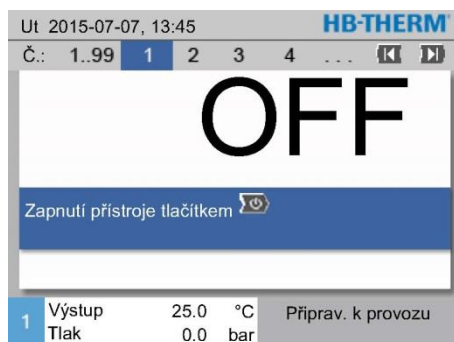 Ut 2015-07-07, 13:45 HB-THERM
Č.: 1..99 1 2 3 4 ...
OFF
Zapnutí přístroje tlačítkem
1 Výstup 25.0 °C Připrav. k provozu
Tlak 0.0 bar